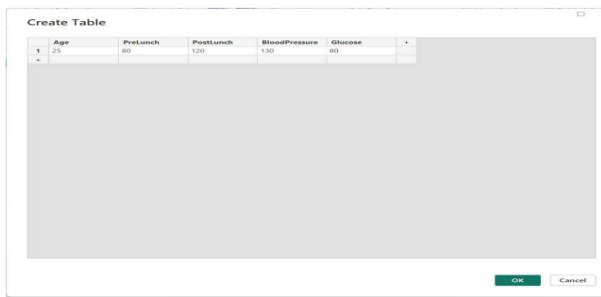 Create Table
Age PreLunch PostLunch BloodPressure Glucose +
1 25 80 120 130 80
+
OK Cancel